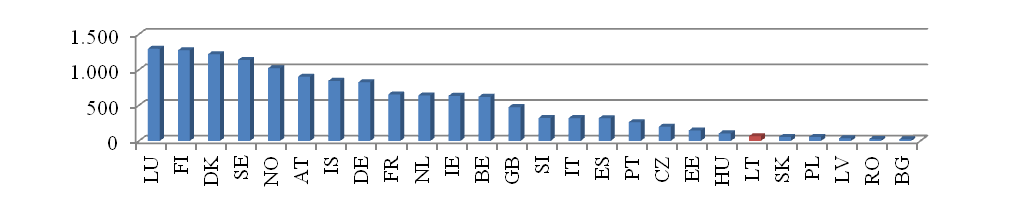 1.500
1.000
500
0
LU FI DK SE NO AT IS DE FR NL IE BE GB SI IT ES PT CZ EE HU LT SK PL LV RO BG